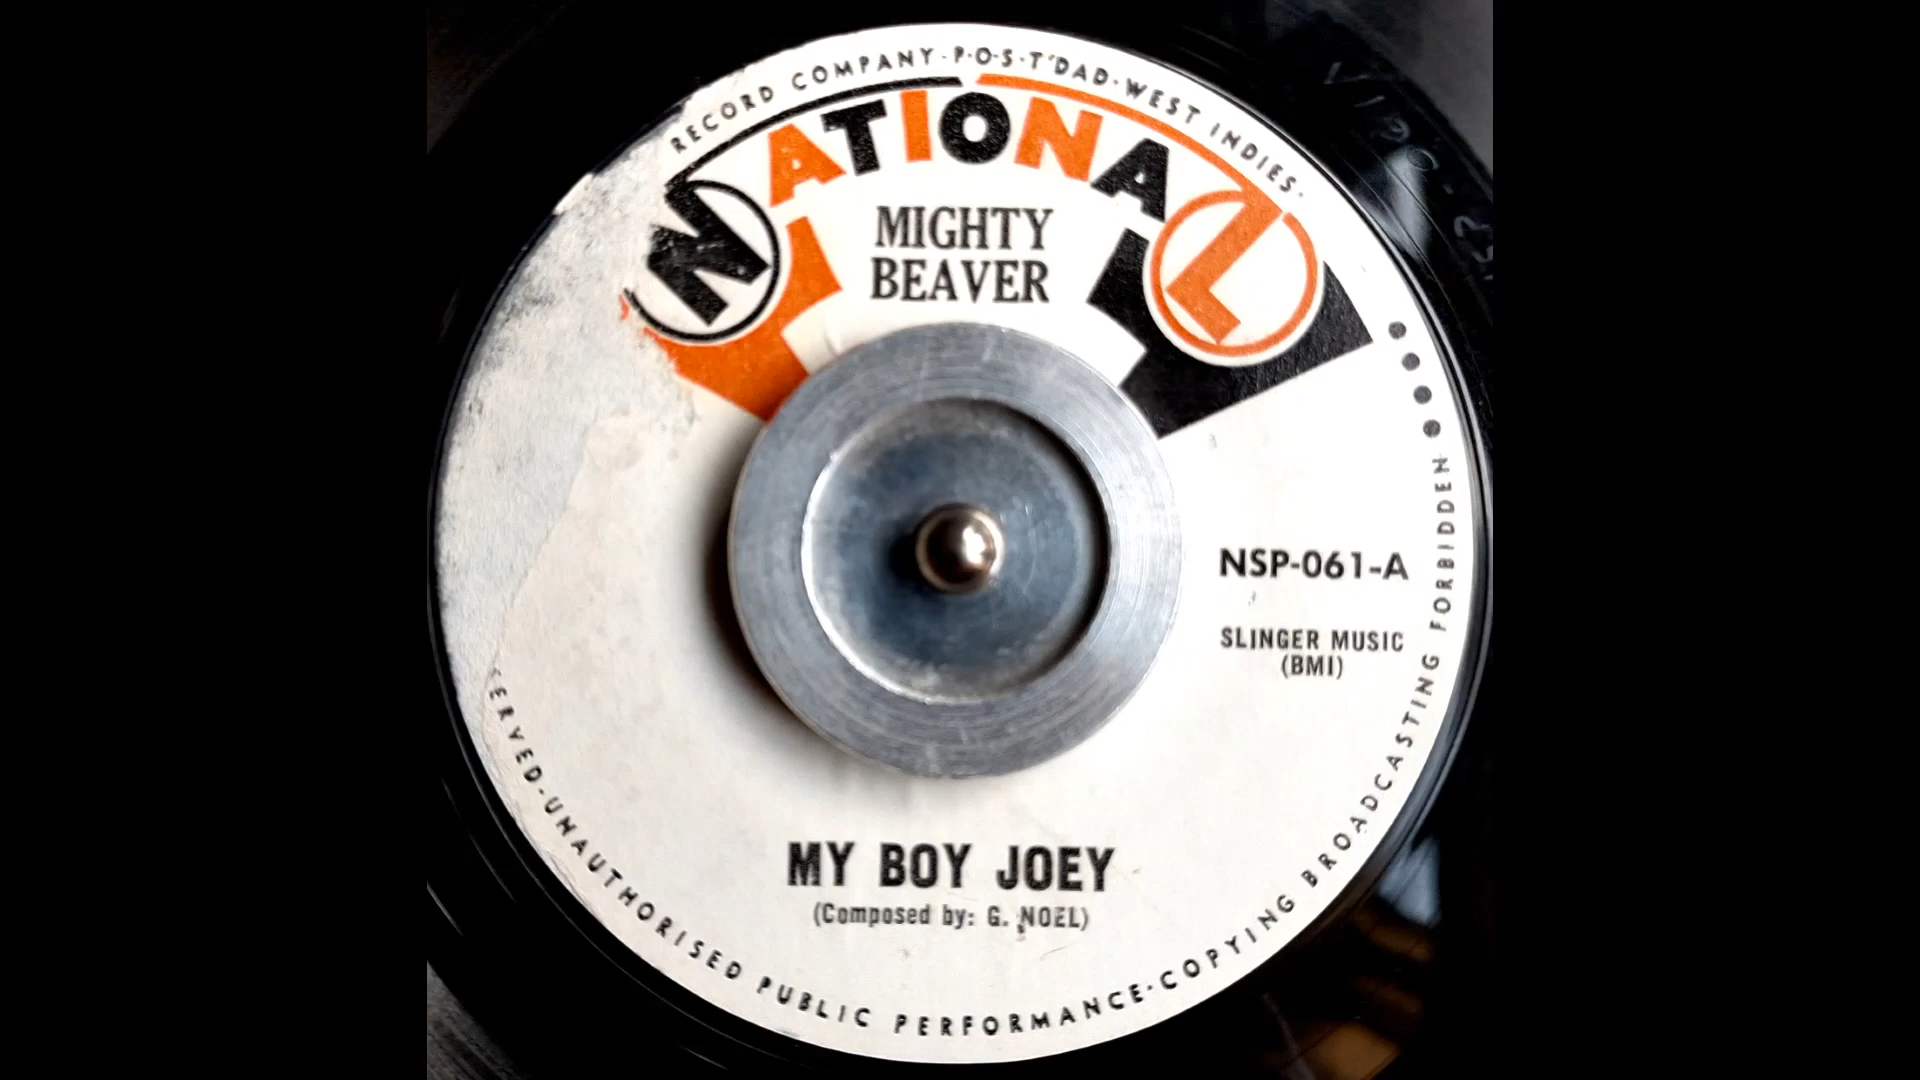 RECORD COMPANY·P·O·S·T'DAD·WEST INDIES·
NATIONAL
MIGHTY
BEAVER
NSP-061-A
SLINGER MUSIC
(BMI)
MY BOY JOEY
(Composed by: G. NOEL)
ERVED·UNAUTHORISED PUBLIC PERFORMANCE·COPYING BROADCASTING FORBIDDEN